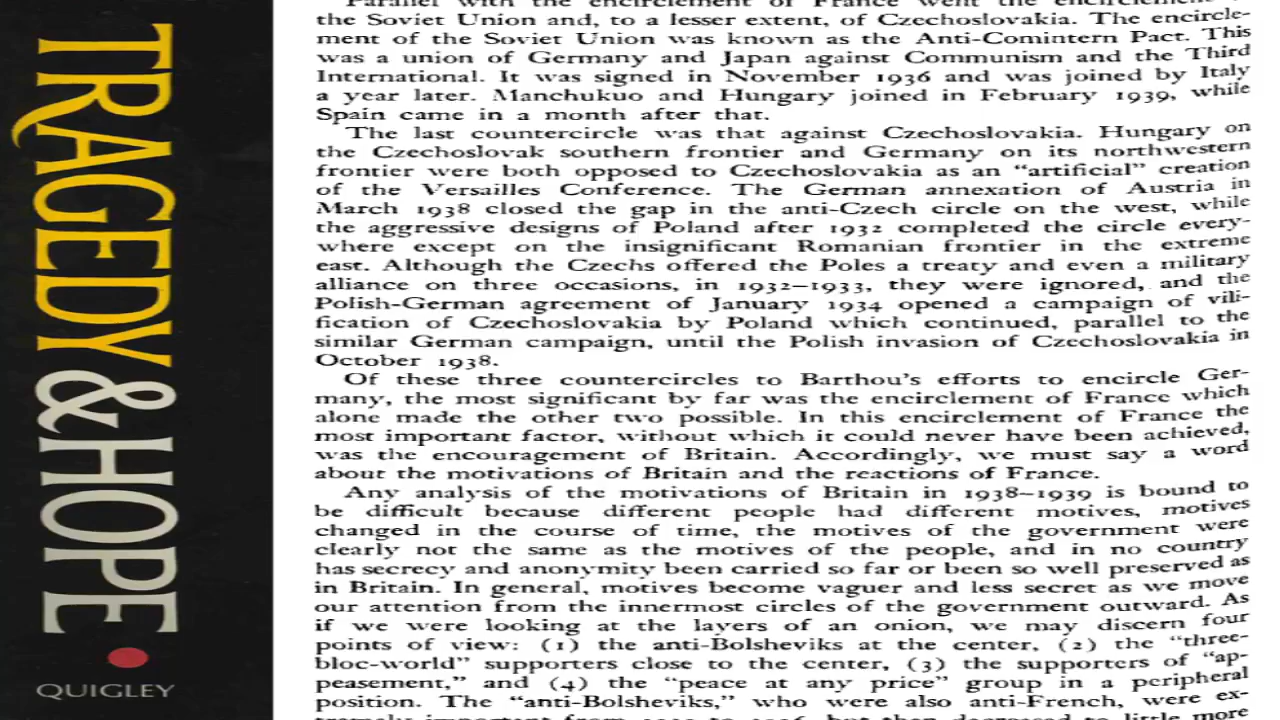 TRAGEDY & HOPE
QUIGLEY
Parallel with the encirclement of France went the encirclement
the Soviet Union and, to a lesser extent, of Czechoslovakia. The encircle-
ment of the Soviet Union was known as the Anti-Comintern Pact. This
was a union of Germany and Japan against Communism and the Third
International. It was signed in November 1936 and was joined by Italy
a year later. Manchukuo and Hungary joined in February 1939, while
Spain came in a month after that.
The last countercircle was that against Czechoslovakia. Hungary on
the Czechoslovak southern frontier and Germany on its northwestern
frontier were both opposed to Czechoslovakia as an “artificial” creation
of the Versailles Conference. The German annexation of Austria in
March 1938 closed the gap in the anti-Czech circle on the west, while
the aggressive designs of Poland after 1932 completed the circle every-
where except on the insignificant Romanian frontier in the extreme
east. Although the Czechs offered the Poles a treaty and even a military
alliance on three occasions, in 1932–1933, they were ignored, and the
Polish-German agreement of January 1934 opened a campaign of vili-
fication of Czechoslovakia by Poland which continued, parallel to the
similar German campaign, until the Polish invasion of Czechoslovakia in
October 1938.
Of these three countercircles to Barthou’s efforts to encircle Ger-
many, the most significant by far was the encirclement of France which
alone made the other two possible. In this encirclement of France the
most important factor, without which it could never have been achieved,
was the encouragement of Britain. Accordingly, we must say a word
about the motivations of Britain and the reactions of France.
Any analysis of the motivations of Britain in 1938–1939 is bound to
be difficult because different people had different motives, motives
changed in the course of time, the motives of the government were
clearly not the same as the motives of the people, and in no country
has secrecy and anonymity been carried so far or been so well preserved as
in Britain. In general, motives become vaguer and less secret as we move
our attention from the innermost circles of the government outward. As
if we were looking at the layers of an onion, we may discern four
points of view: (1) the anti-Bolsheviks at the center, (2) the “three-
bloc-world” supporters close to the center, (3) the supporters of “ap-
peasement,” and (4) the “peace at any price” group in a peripheral
position. The “anti-Bolsheviks,” who were also anti-French, were ex-
but then decreased to little more